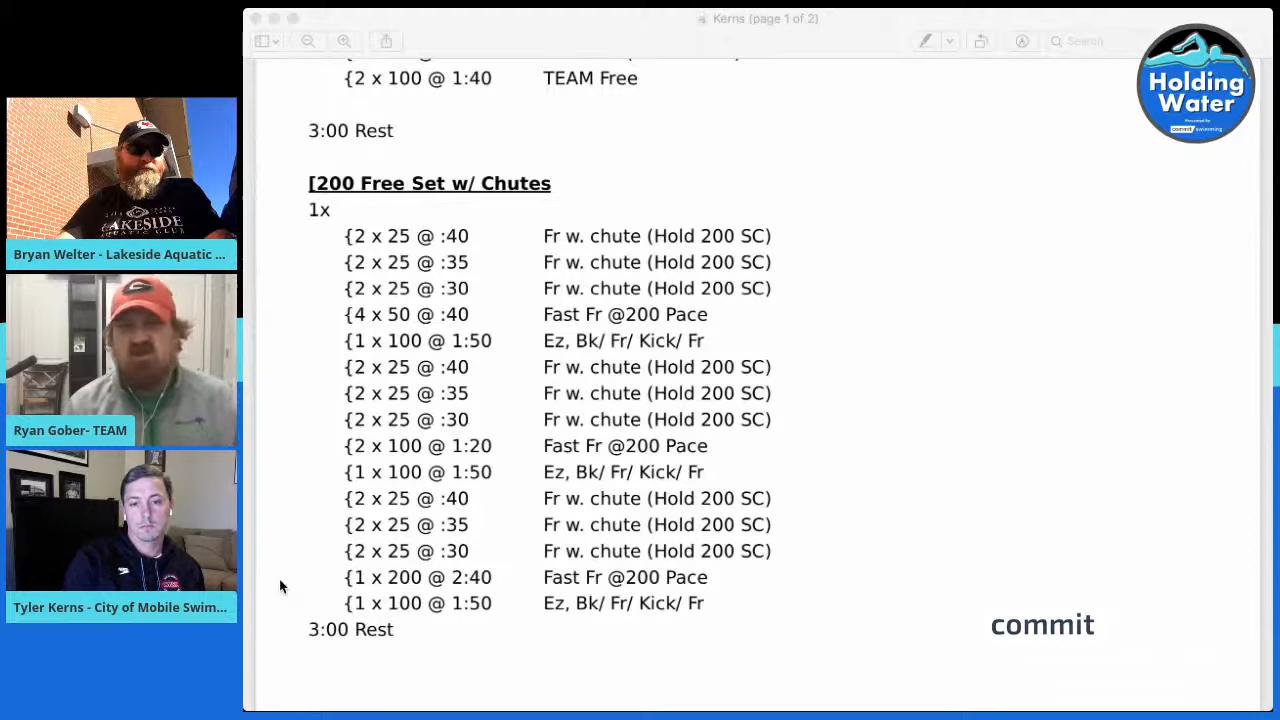 Kerns (page 1 of 2)
Search
{2 x 100 @ 1:40 TEAM Free
3:00 Rest
[200 Free Set w/ Chutes
1x
{2 x 25 @ :40 Fr w. chute (Hold 200 SC)
{2 x 25 @ :35 Fr w. chute (Hold 200 SC)
{2 x 25 @ :30 Fr w. chute (Hold 200 SC)
{4 x 50 @ :40 Fast Fr @200 Pace
{1 x 100 @ 1:50 Ez, Bk/ Fr/ Kick/ Fr
{2 x 25 @ :40 Fr w. chute (Hold 200 SC)
{2 x 25 @ :35 Fr w. chute (Hold 200 SC)
{2 x 25 @ :30 Fr w. chute (Hold 200 SC)
{2 x 100 @ 1:20 Fast Fr @200 Pace
{1 x 100 @ 1:50 Ez, Bk/ Fr/ Kick/ Fr
{2 x 25 @ :40 Fr w. chute (Hold 200 SC)
{2 x 25 @ :35 Fr w. chute (Hold 200 SC)
{2 x 25 @ :30 Fr w. chute (Hold 200 SC)
{1 x 200 @ 2:40 Fast Fr @200 Pace
{1 x 100 @ 1:50 Ez, Bk/ Fr/ Kick/ Fr
3:00 Rest
Holding
Water
Presented by
commit swimming
commit
LAKESIDE
AQUATIC CLUB
Bryan Welter - Lakeside Aquatic ...
Ryan Gober- TEAM
Tyler Kerns - City of Mobile Swim...